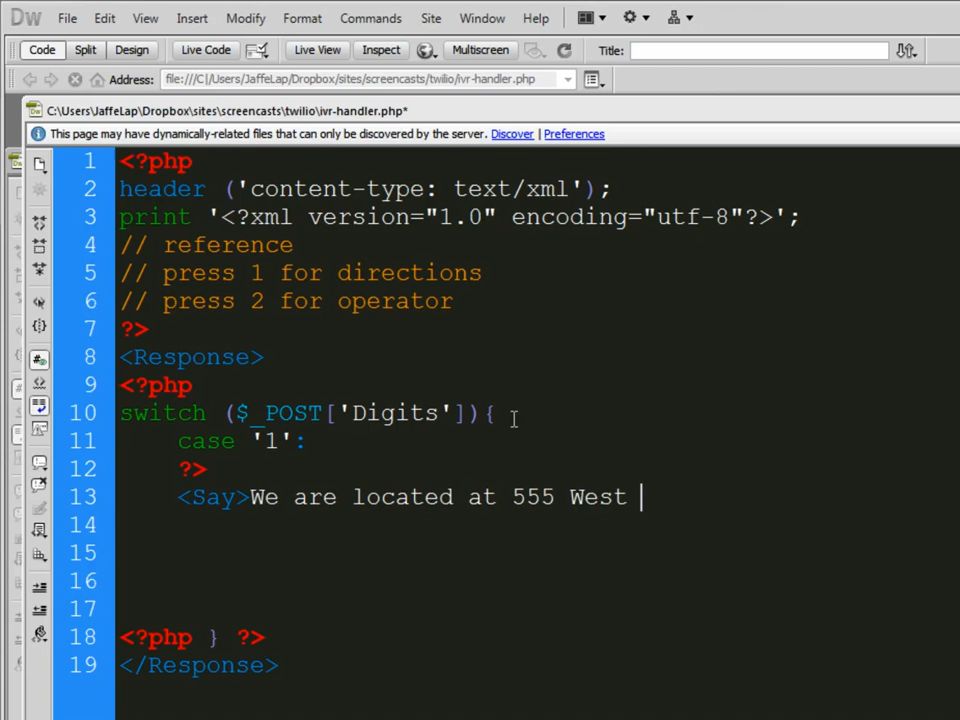 Dw File Edit View Insert Modify Format Commands Site Window Help
Code Split Design Live Code Live View Inspect Multiscreen Title:
Address: file:///C|/Users/JaffeLap/Dropbox/sites/screencasts/twilio/ivr-handler.php
C:\Users\JaffeLap\Dropbox\sites\screencasts\twilio\ivr-handler.php*
This page may have dynamically-related files that can only be discovered by the server. Discover | Preferences
1 <?php
2 header ('content-type: text/xml');
3 print '<?xml version="1.0" encoding="utf-8"?>';
4 // reference
5 // press 1 for directions
6 // press 2 for operator
7 ?>
8 <Response>
9 <?php
10 switch ($_POST['Digits']){
11 case '1':
12 ?>
13 <Say>We are located at 555 West
14
15
16
17
18 <?php } ?>
19 </Response>